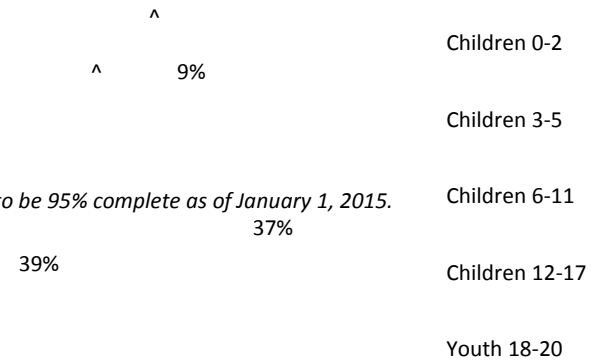 ^
Children 0-2
^ 9%
Children 3-5
to be 95% complete as of January 1, 2015.
Children 6-11
37%
39%
Children 12-17
Youth 18-20